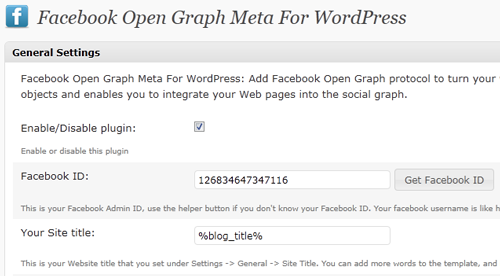 Facebook Open Graph Meta For WordPress
General Settings
Facebook Open Graph Meta For WordPress: Add Facebook Open Graph protocol to turn your
objects and enables you to integrate your Web pages into the social graph.
Enable/Disable plugin:
Enable or disable this plugin
Facebook ID: 126834647347116 Get Facebook ID
This is your Facebook Admin ID, use the helper button if you don't know your Facebook ID. Your facebook username is like
Your Site title: %blog_title%
This is your Website title that you set under Settings -> General -> Site Title. You can add more words to the template, and